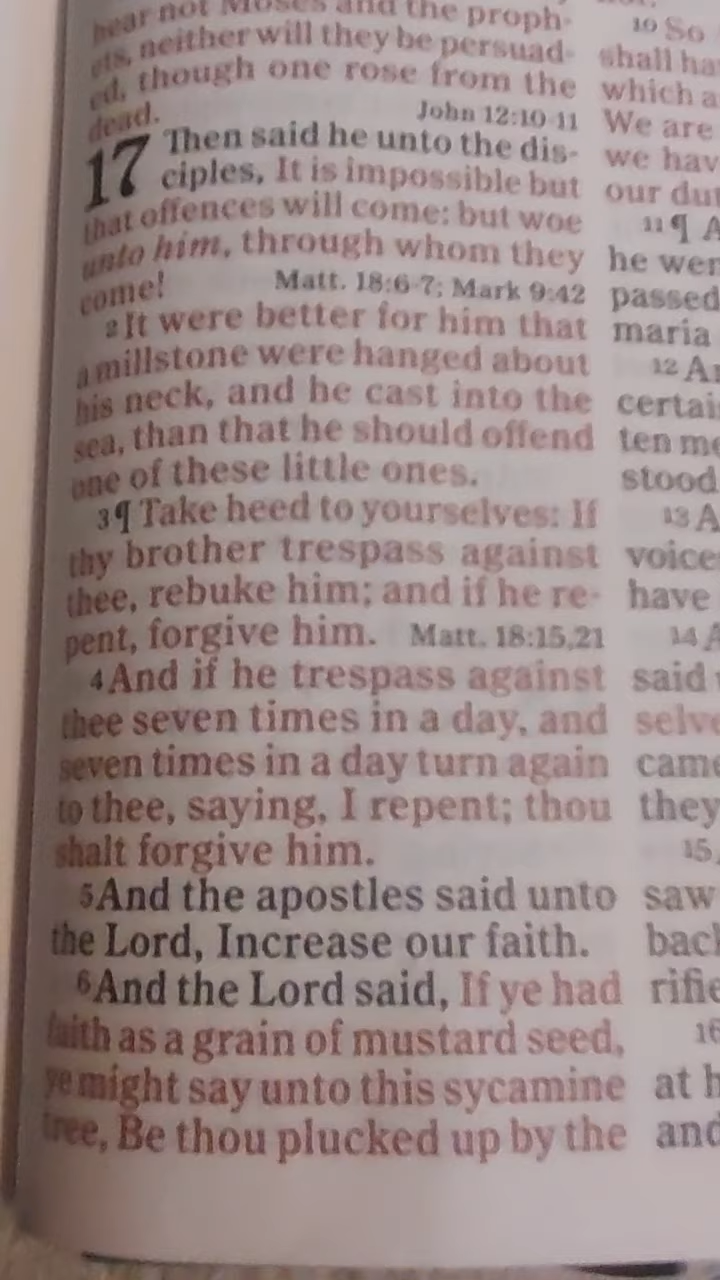 hear not Moses and the proph-
ets, neither will they be persuad-
ed, though one rose from the
dead. John 12:10-11
17 Then said he unto the dis-
ciples, It is impossible but
that offences will come: but woe
unto him, through whom they
come! Matt. 18:6-7; Mark 9:42
2 It were better for him that
a millstone were hanged about
his neck, and he cast into the
sea, than that he should offend
one of these little ones.
3 ¶ Take heed to yourselves: If
thy brother trespass against
thee, rebuke him; and if he re-
pent, forgive him. Matt. 18:15,21
4 And if he trespass against
thee seven times in a day, and
seven times in a day turn again
to thee, saying, I repent; thou
shalt forgive him.
5 And the apostles said unto
the Lord, Increase our faith.
6 And the Lord said, If ye had
faith as a grain of mustard seed,
ye might say unto this sycamine
tree, Be thou plucked up by the
10 So
shall ha
which a
We are
we hav
our dut
11 ¶ A
he wer
passed
maria
12 An
certai
ten me
stood
13 A
voice
have
14 A
said
selve
came
they
15
saw
back
rifie
16
at h
and